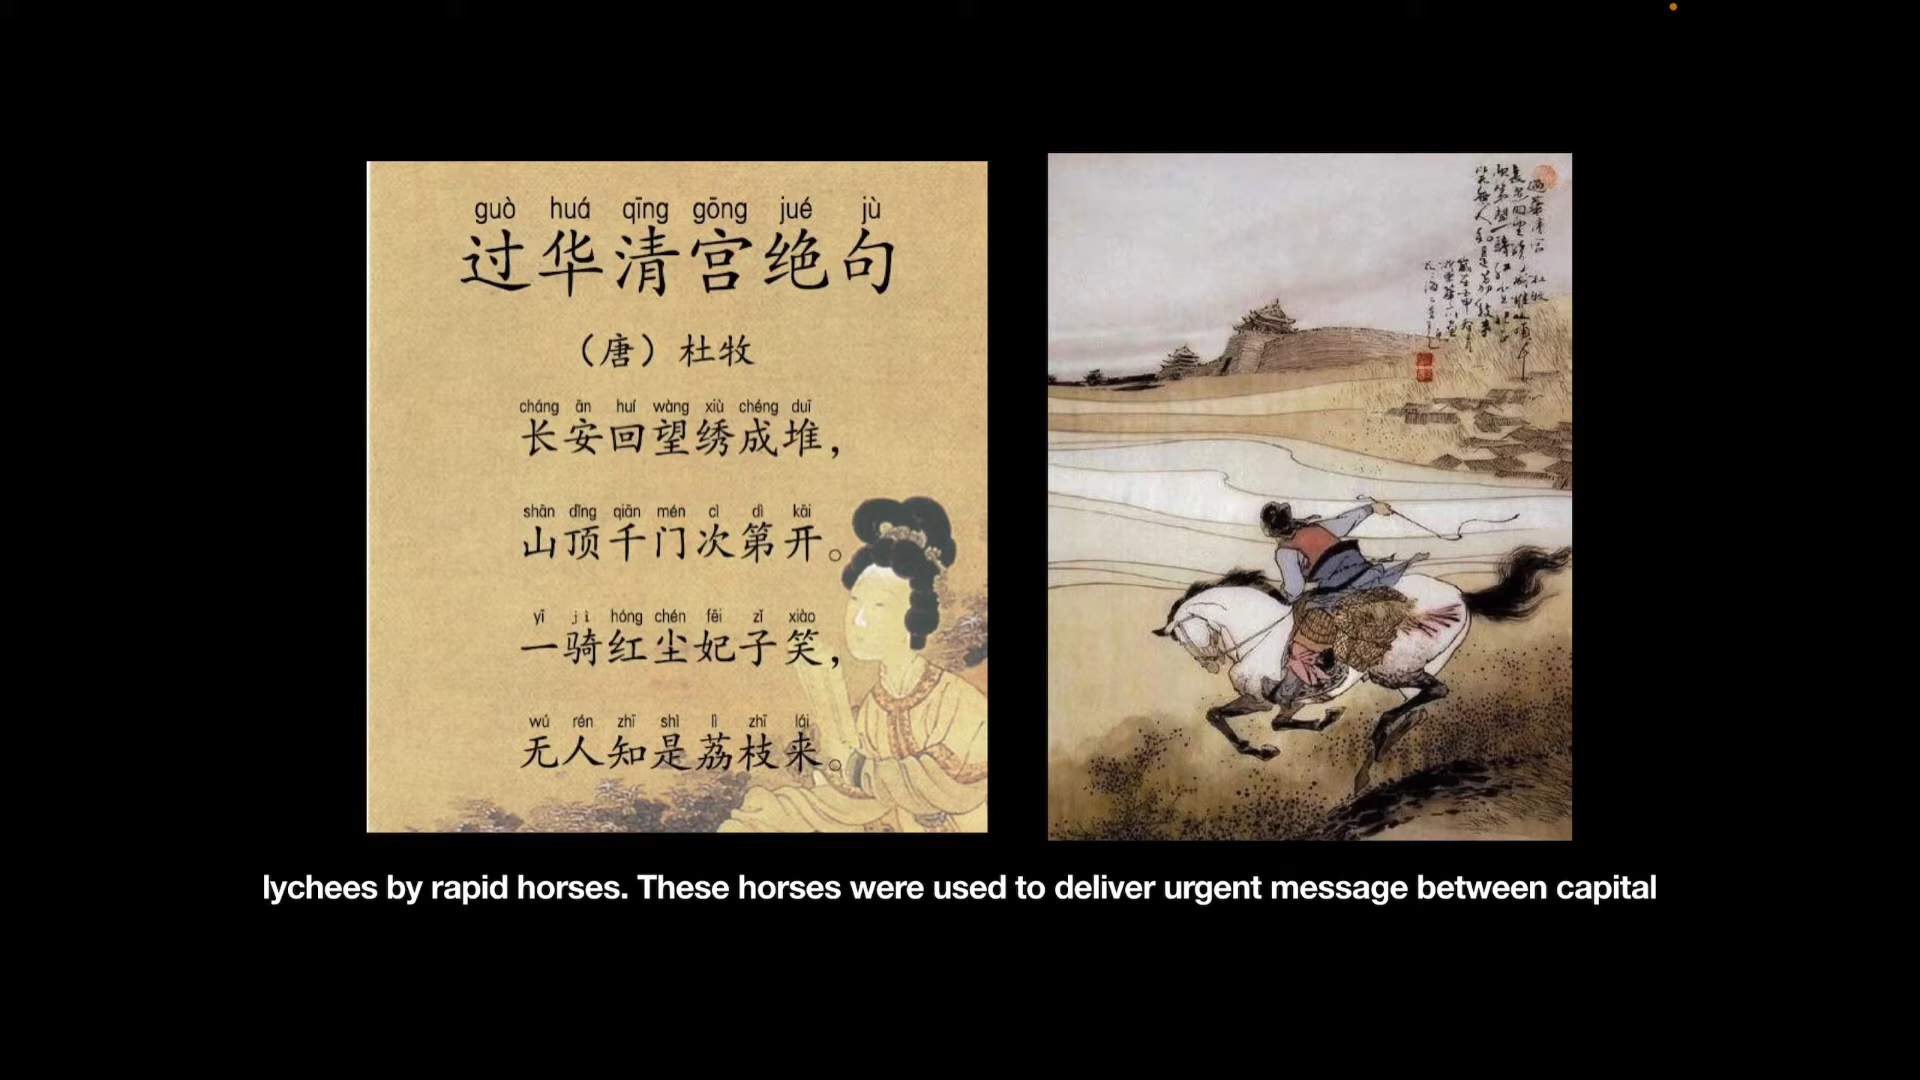 guò huá qīng gōng jué jù
过华清宫绝句
（唐）杜牧
cháng ān huí wàng xiù chéng duī
长安回望绣成堆，
shān dǐng qiān mén cì dì kāi
山顶千门次第开。
yī jì hóng chén fēi zǐ xiào
一骑红尘妃子笑，
wú rén zhī shì lì zhī lái
无人知是荔枝来。
lychees by rapid horses. These horses were used to deliver urgent message between capital